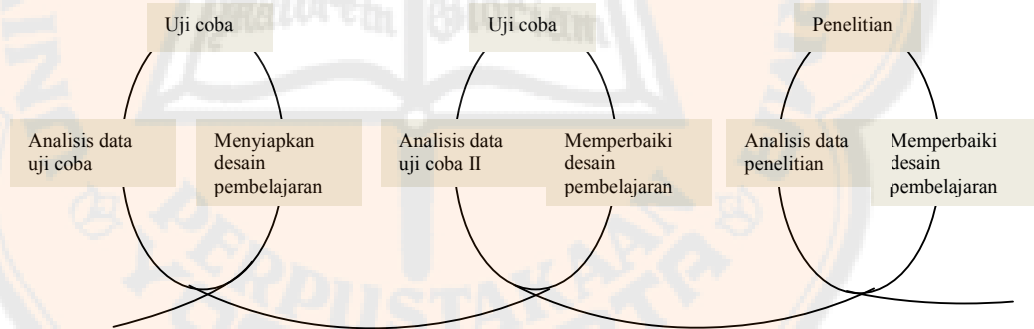 Uji coba
Uji coba
Penelitian
Analisis data
uji coba
Menyiapkan
desain
pembelajaran
Analisis data
uji coba II
Memperbaiki
desain
pembelajaran
Analisis data
penelitian
Memperbaiki
desain
pembelajaran
PERPUSTAKAAN